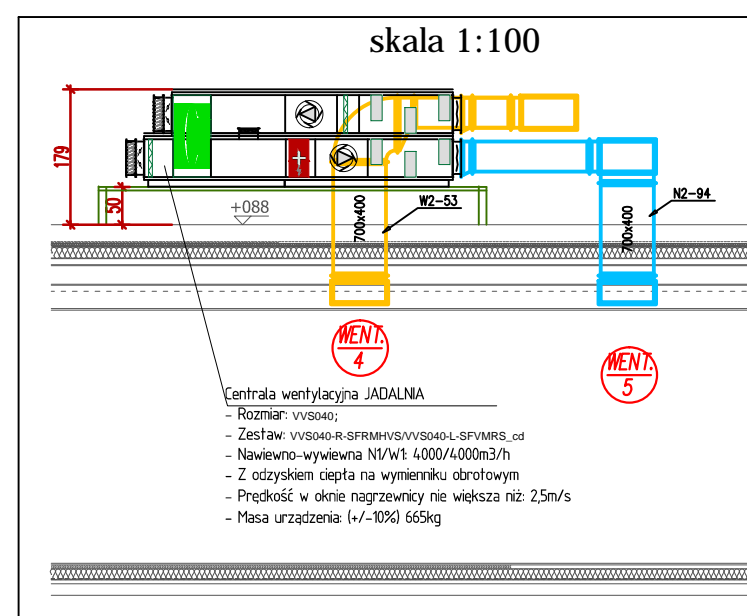 skala 1:100
179
50
+088
700x400
W2-53
700x400
N2-94
WENT.
4
WENT.
5
Centrala wentylacyjna JADALNIA
- Rozmiar: VVS040;
- Zestaw: VVS040-R-SFRMHVS/VVS040-L-SFVMRS_cd
- Nawiewno-wywiewna N1/W1: 4000/4000m3/h
- Z odzyskiem ciepła na wymienniku obrotowym
- Prędkość w oknie nagrzewnicy nie większa niż: 2,5m/s
- Masa urządzenia: (+/-10%) 665kg